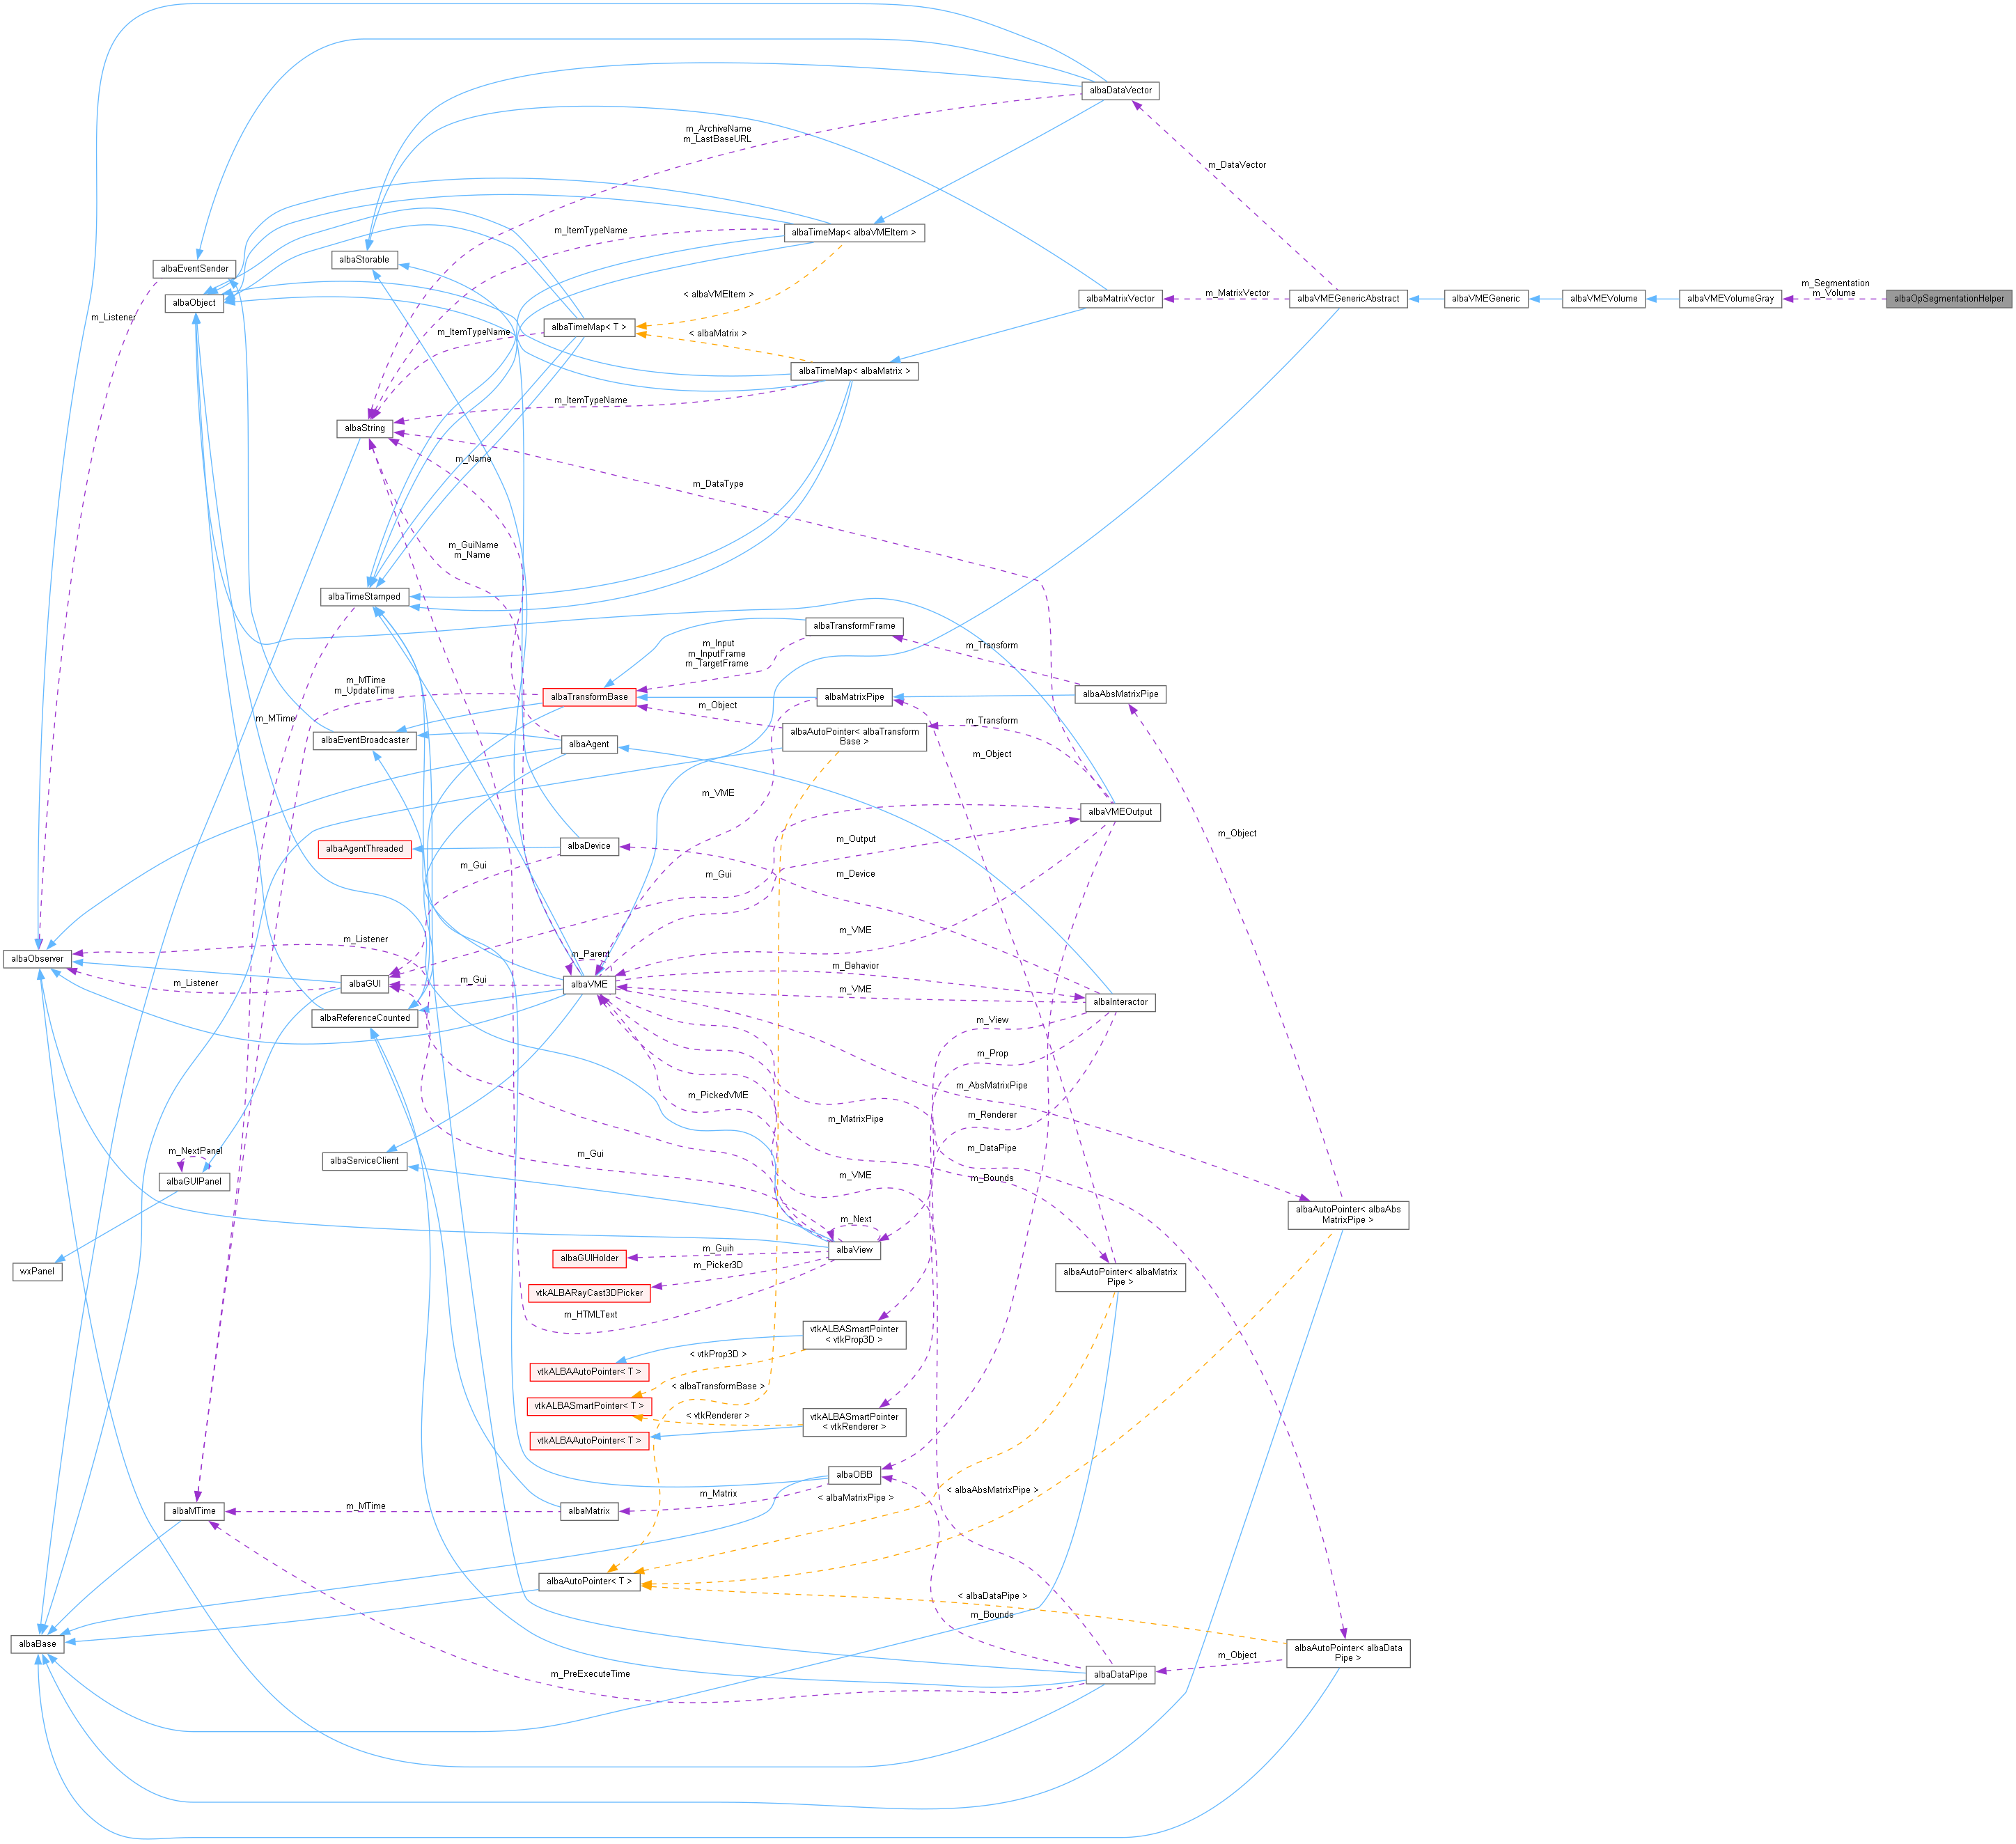 albaDataVector
m_ArchiveName
m_LastBaseURL
m_DataVector
albaTimeMap< albaVMEItem >
m_ItemTypeName
albaStorable
albaEventSender
albaObject
< albaVMEItem >
m_MatrixVector
albaMatrixVector
albaVMEGenericAbstract
albaVMEGeneric
albaVMEVolume
albaVMEVolumeGray
m_Segmentation
m_Volume
albaOpSegmentationHelper
m_Listener
albaTimeMap< T >
m_ItemTypeName
< albaMatrix >
albaTimeMap< albaMatrix >
m_ItemTypeName
albaString
m_Name
m_DataType
m_GuiName
m_Name
albaTimeStamped
albaTransformFrame
m_Input
m_InputFrame
m_TargetFrame
m_Transform
m_MTime
m_UpdateTime
albaTransformBase
albaMatrixPipe
albaAbsMatrixPipe
m_Object
m_Transform
m_MTime
albaEventBroadcaster
albaAgent
albaAutoPointer< albaTransform
Base >
m_Object
m_VME
albaVMEOutput
m_Output
m_Object
albaAgentThreaded
albaDevice
m_Gui
m_Gui
m_Device
m_VME
m_Listener
albaObserver
m_Parent
m_Behavior
m_Listener
albaGUI
m_Gui
albaVME
m_VME
albaInteractor
albaReferenceCounted
m_View
m_Prop
m_AbsMatrixPipe
m_PickedVME
m_MatrixPipe
m_Renderer
m_NextPanel
m_Gui
albaServiceClient
m_DataPipe
albaGUIPanel
m_VME
m_Bounds
albaAutoPointer< albaAbs
MatrixPipe >
m_Next
m_Guih
albaGUIHolder
albaView
m_Picker3D
wxPanel
albaAutoPointer< albaMatrix
Pipe >
vtkALBARayCast3DPicker
m_HTMLText
vtkALBASmartPointer
< vtkProp3D >
< vtkProp3D >
vtkALBAAutoPointer< T >
< albaTransformBase >
vtkALBASmartPointer< T >
< vtkRenderer >
vtkALBASmartPointer
< vtkRenderer >
vtkALBAAutoPointer< T >
albaOBB
m_Matrix
< albaMatrixPipe >
< albaAbsMatrixPipe >
albaMTime
m_MTime
albaMatrix
albaAutoPointer< T >
< albaDataPipe >
m_Bounds
albaBase
albaAutoPointer< albaData
Pipe >
m_Object
m_PreExecuteTime
albaDataPipe